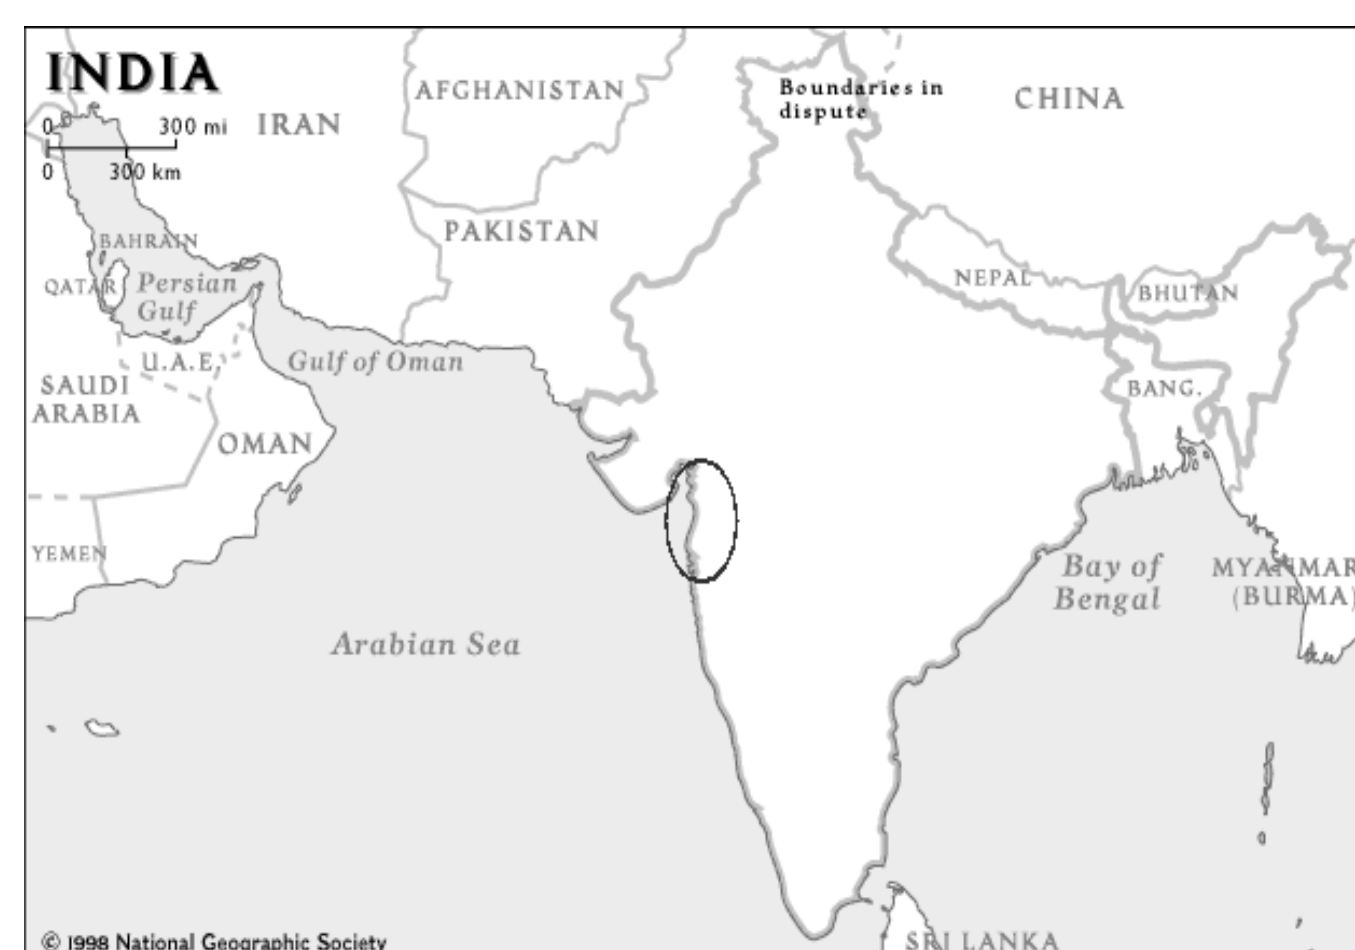 INDIA
0 300 mi
0 300 km
IRAN
AFGHANISTAN
Boundaries in
dispute
CHINA
PAKISTAN
BAHRAIN
QATAR
Persian
Gulf
NEPAL
BHUTAN
U.A.E.
Gulf of Oman
SAUDI
ARABIA
BANG.
OMAN
YEMEN
Bay of
Bengal
MYANMAR
(BURMA)
Arabian Sea
SRI LANKA
© 1998 National Geographic Society